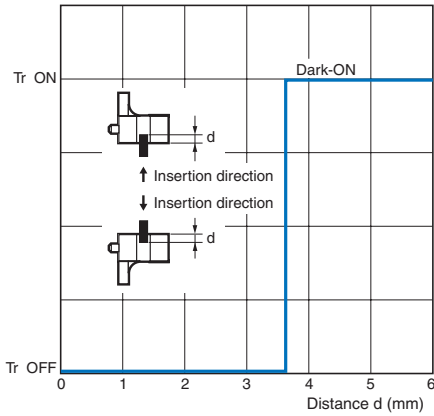 Tr ON
Dark-ON
d
Insertion direction
Insertion direction
d
Tr OFF
0 1 2 3 4 5 6
Distance d (mm)